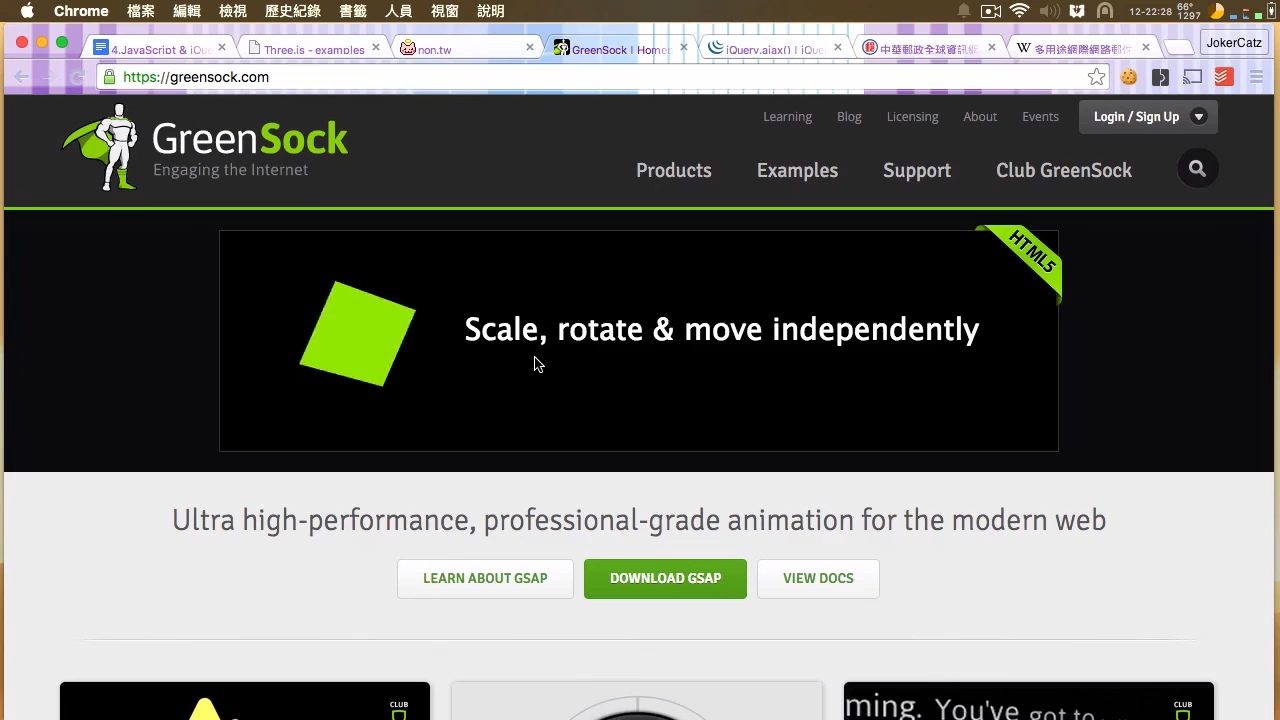 Chrome 檔案 編輯 檢視 歷史紀錄 書籤 人員 視窗 說明 12-22:28 66° 1297
4.JavaScript & jQue Three.js - examples non.tw GreenSock | Home jQuery.ajax() | jQue 中華郵政全球資訊 W 多用途網際網路郵件 JokerCatz
https://greensock.com
Learning Blog Licensing About Events Login / Sign Up
GreenSock
Engaging the Internet
Products Examples Support Club GreenSock
HTML5
Scale, rotate & move independently
Ultra high-performance, professional-grade animation for the modern web
LEARN ABOUT GSAP DOWNLOAD GSAP VIEW DOCS
CLUB CLUB
ming. You've got to